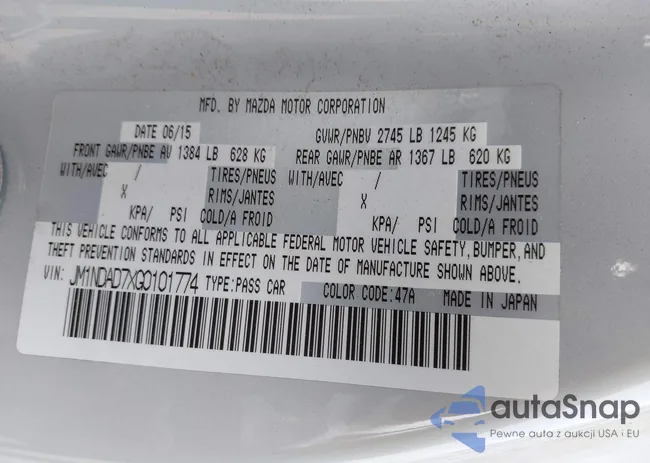 MFD. BY MAZDA MOTOR CORPORATION
DATE 06/15 GVWR/PNBV 2745 LB 1245 KG
FRONT GAWR/PNBE AV 1384 LB 628 KG REAR GAWR/PNBE AR 1367 LB 620 KG
WITH/AVEC / TIRES/PNEUS WITH/AVEC / TIRES/PNEUS
X RIMS/JANTES X RIMS/JANTES
KPA/ PSI COLD/A FROID KPA/ PSI COLD/A FROID
THIS VEHICLE CONFORMS TO ALL APPLICABLE FEDERAL MOTOR VEHICLE SAFETY, BUMPER, AND
THEFT PREVENTION STANDARDS IN EFFECT ON THE DATE OF MANUFACTURE SHOWN ABOVE.
VIN: JM1NDAD7XG0101774 TYPE:PASS CAR COLOR CODE:47A MADE IN JAPAN
autaSnap
Pewne auta z aukcji USA i EU